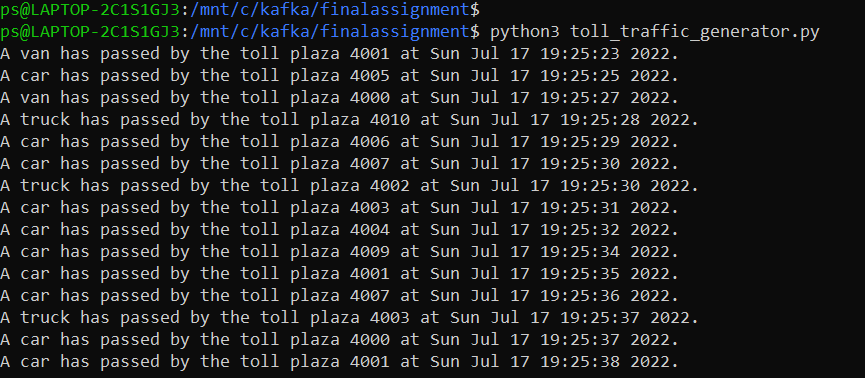 ps@LAPTOP-2C1S1GJ3:/mnt/c/kafka/finalassignment$
ps@LAPTOP-2C1S1GJ3:/mnt/c/kafka/finalassignment$ python3 toll_traffic_generator.py
A van has passed by the toll plaza 4001 at Sun Jul 17 19:25:23 2022.
A car has passed by the toll plaza 4005 at Sun Jul 17 19:25:25 2022.
A van has passed by the toll plaza 4000 at Sun Jul 17 19:25:27 2022.
A truck has passed by the toll plaza 4010 at Sun Jul 17 19:25:28 2022.
A car has passed by the toll plaza 4006 at Sun Jul 17 19:25:29 2022.
A car has passed by the toll plaza 4007 at Sun Jul 17 19:25:30 2022.
A truck has passed by the toll plaza 4002 at Sun Jul 17 19:25:30 2022.
A car has passed by the toll plaza 4003 at Sun Jul 17 19:25:31 2022.
A car has passed by the toll plaza 4004 at Sun Jul 17 19:25:32 2022.
A car has passed by the toll plaza 4009 at Sun Jul 17 19:25:34 2022.
A car has passed by the toll plaza 4001 at Sun Jul 17 19:25:35 2022.
A car has passed by the toll plaza 4007 at Sun Jul 17 19:25:36 2022.
A truck has passed by the toll plaza 4003 at Sun Jul 17 19:25:37 2022.
A car has passed by the toll plaza 4000 at Sun Jul 17 19:25:37 2022.
A car has passed by the toll plaza 4001 at Sun Jul 17 19:25:38 2022.